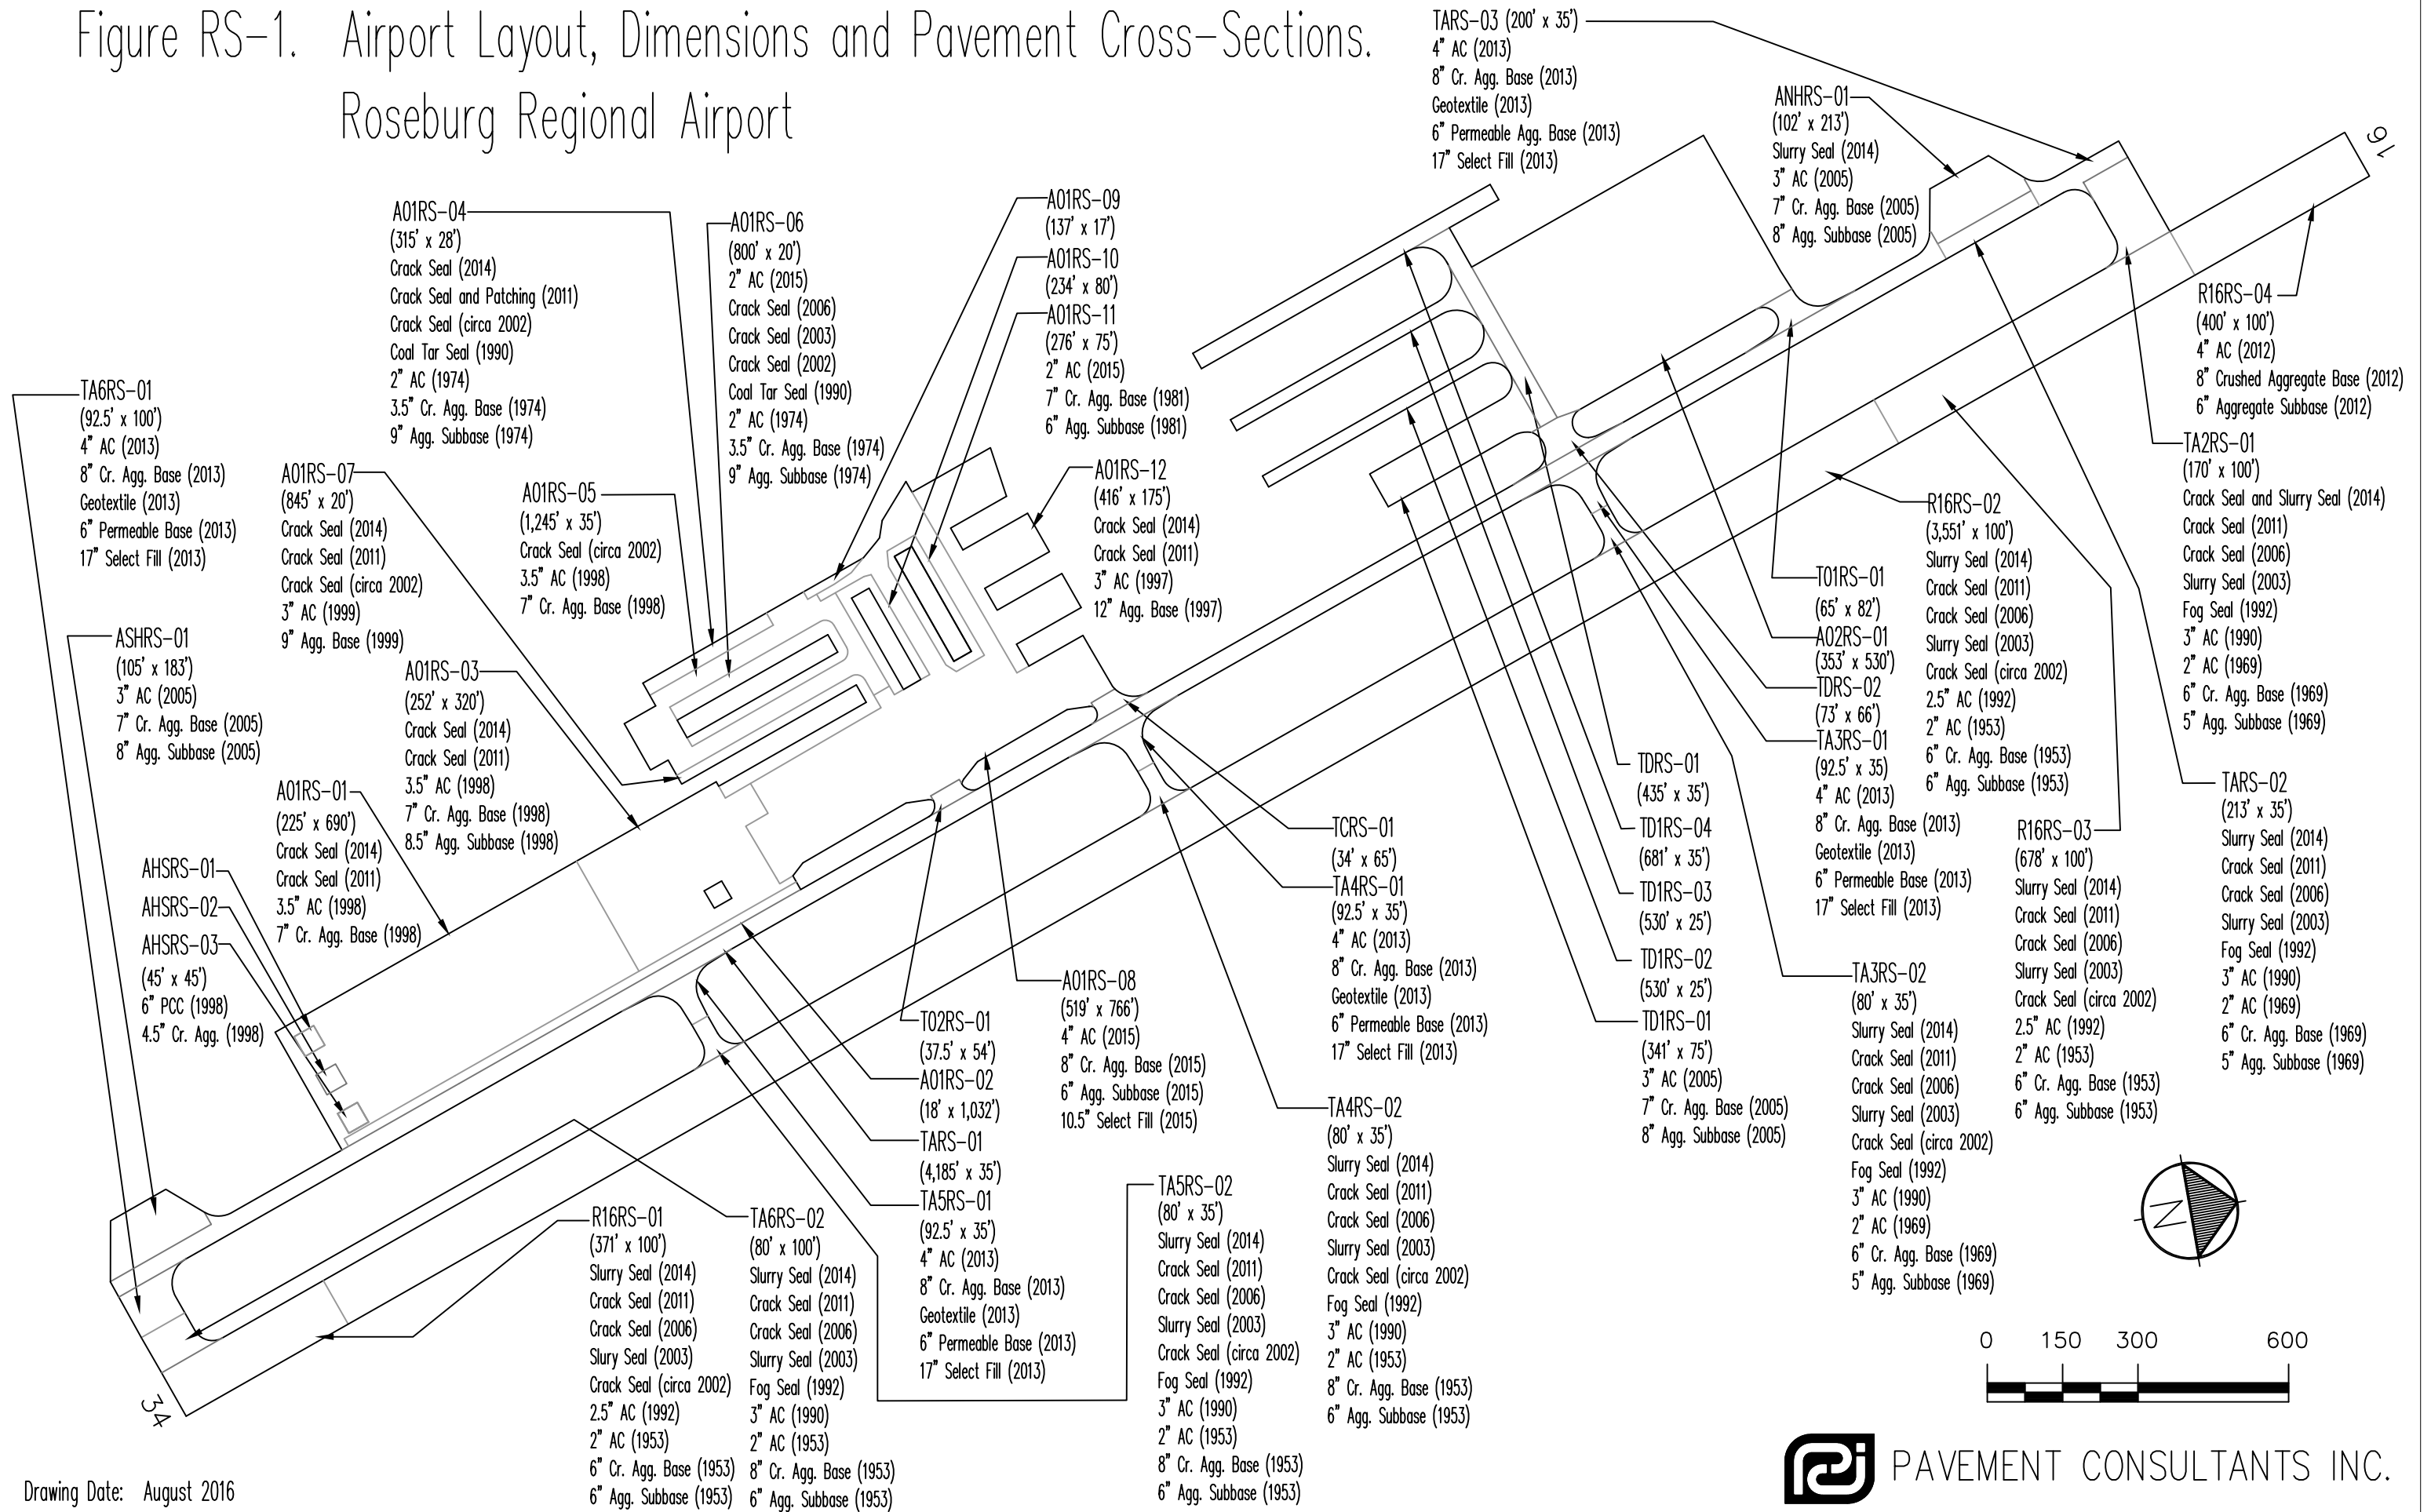 Figure RS-1. Airport Layout, Dimensions and Pavement Cross-Sections.
Roseburg Regional Airport
TARS-03 (200' x 35')
4" AC (2013)
8" Cr. Agg. Base (2013)
Geotextile (2013)
6" Permeable Agg. Base (2013)
17" Select Fill (2013)
ANHRS-01
(102' x 213')
Slurry Seal (2014)
3" AC (2005)
7" Cr. Agg. Base (2005)
8" Agg. Subbase (2005)
16
A01RS-04
(315' x 28')
Crack Seal (2014)
Crack Seal and Patching (2011)
Crack Seal (circa 2002)
Coal Tar Seal (1990)
2" AC (1974)
3.5" Cr. Agg. Base (1974)
9" Agg. Subbase (1974)
A01RS-06
(800' x 20')
2" AC (2015)
Crack Seal (2006)
Crack Seal (2003)
Crack Seal (2002)
Coal Tar Seal (1990)
2" AC (1974)
3.5" Cr. Agg. Base (1974)
9" Agg. Subbase (1974)
A01RS-09
(137' x 17')
A01RS-10
(234' x 80')
A01RS-11
(276' x 75')
2" AC (2015)
7" Cr. Agg. Base (1981)
6" Agg. Subbase (1981)
A01RS-12
(416' x 175')
Crack Seal (2014)
Crack Seal (2011)
3" AC (1997)
12" Agg. Base (1997)
R16RS-04
(400' x 100')
4" AC (2012)
8" Crushed Aggregate Base (2012)
6" Aggregate Subbase (2012)
TA2RS-01
(170' x 100')
Crack Seal and Slurry Seal (2014)
Crack Seal (2011)
Crack Seal (2006)
Slurry Seal (2003)
Fog Seal (1992)
3" AC (1990)
2" AC (1969)
6" Cr. Agg. Base (1969)
5" Agg. Subbase (1969)
TA6RS-01
(92.5' x 100')
4" AC (2013)
8" Cr. Agg. Base (2013)
Geotextile (2013)
6" Permeable Base (2013)
17" Select Fill (2013)
A01RS-07
(845' x 20')
Crack Seal (2014)
Crack Seal (2011)
Crack Seal (circa 2002)
3" AC (1999)
9" Agg. Base (1999)
A01RS-05
(1,245' x 35')
Crack Seal (circa 2002)
3.5" AC (1998)
7" Cr. Agg. Base (1998)
ASHRS-01
(105' x 183')
3" AC (2005)
7" Cr. Agg. Base (2005)
8" Agg. Subbase (2005)
A01RS-03
(252' x 320')
Crack Seal (2014)
Crack Seal (2011)
3.5" AC (1998)
7" Cr. Agg. Base (1998)
8.5" Agg. Subbase (1998)
A01RS-01
(225' x 690')
Crack Seal (2014)
Crack Seal (2011)
3.5" AC (1998)
7" Cr. Agg. Base (1998)
AHSRS-01
AHSRS-02
AHSRS-03
(45' x 45')
6" PCC (1998)
4.5" Cr. Agg. (1998)
R16RS-02
(3,551' x 100')
Slurry Seal (2014)
Crack Seal (2011)
Crack Seal (2006)
Slurry Seal (2003)
Crack Seal (circa 2002)
2.5" AC (1992)
2" AC (1953)
6" Cr. Agg. Base (1953)
6" Agg. Subbase (1953)
T01RS-01
(65' x 82')
A02RS-01
(353' x 530')
TDRS-02
(73' x 66')
TA3RS-01
(92.5' x 35)
4" AC (2013)
8" Cr. Agg. Base (2013)
Geotextile (2013)
6" Permeable Base (2013)
17" Select Fill (2013)
TDRS-01
(435' x 35')
TD1RS-04
(681' x 35')
TD1RS-03
(530' x 25')
TD1RS-02
(530' x 25')
TD1RS-01
(341' x 75')
3" AC (2005)
7" Cr. Agg. Base (2005)
8" Agg. Subbase (2005)
R16RS-03
(678' x 100')
Slurry Seal (2014)
Crack Seal (2011)
Crack Seal (2006)
Slurry Seal (2003)
Crack Seal (circa 2002)
2.5" AC (1992)
2" AC (1953)
6" Cr. Agg. Base (1953)
6" Agg. Subbase (1953)
TARS-02
(213' x 35')
Slurry Seal (2014)
Crack Seal (2011)
Crack Seal (2006)
Slurry Seal (2003)
Fog Seal (1992)
3" AC (1990)
2" AC (1969)
6" Cr. Agg. Base (1969)
5" Agg. Subbase (1969)
TCRS-01
(34' x 65')
TA4RS-01
(92.5' x 35')
4" AC (2013)
8" Cr. Agg. Base (2013)
Geotextile (2013)
6" Permeable Base (2013)
17" Select Fill (2013)
A01RS-08
(519' x 766')
4" AC (2015)
8" Cr. Agg. Base (2015)
6" Agg. Subbase (2015)
10.5" Select Fill (2015)
T02RS-01
(37.5' x 54')
A01RS-02
(18' x 1,032')
TARS-01
(4,185' x 35')
TA5RS-01
(92.5' x 35')
4" AC (2013)
8" Cr. Agg. Base (2013)
Geotextile (2013)
6" Permeable Base (2013)
17" Select Fill (2013)
TA3RS-02
(80' x 35')
Slurry Seal (2014)
Crack Seal (2011)
Crack Seal (2006)
Slurry Seal (2003)
Crack Seal (circa 2002)
Fog Seal (1992)
3" AC (1990)
2" AC (1969)
6" Cr. Agg. Base (1969)
5" Agg. Subbase (1969)
TA4RS-02
(80' x 35')
Slurry Seal (2014)
Crack Seal (2011)
Crack Seal (2006)
Slurry Seal (2003)
Crack Seal (circa 2002)
Fog Seal (1992)
3" AC (1990)
2" AC (1953)
8" Cr. Agg. Base (1953)
6" Agg. Subbase (1953)
TA5RS-02
(80' x 35')
Slurry Seal (2014)
Crack Seal (2011)
Crack Seal (2006)
Slurry Seal (2003)
Crack Seal (circa 2002)
Fog Seal (1992)
3" AC (1990)
2" AC (1953)
8" Cr. Agg. Base (1953)
6" Agg. Subbase (1953)
R16RS-01
(371' x 100')
Slurry Seal (2014)
Crack Seal (2011)
Crack Seal (2006)
Slury Seal (2003)
Crack Seal (circa 2002)
2.5" AC (1992)
2" AC (1953)
6" Cr. Agg. Base (1953)
6" Agg. Subbase (1953)
TA6RS-02
(80' x 100')
Slurry Seal (2014)
Crack Seal (2011)
Crack Seal (2006)
Slurry Seal (2003)
Fog Seal (1992)
3" AC (1990)
2" AC (1953)
8" Cr. Agg. Base (1953)
6" Agg. Subbase (1953)
34
N
0 150 300 600
PAVEMENT CONSULTANTS INC.
Drawing Date: August 2016